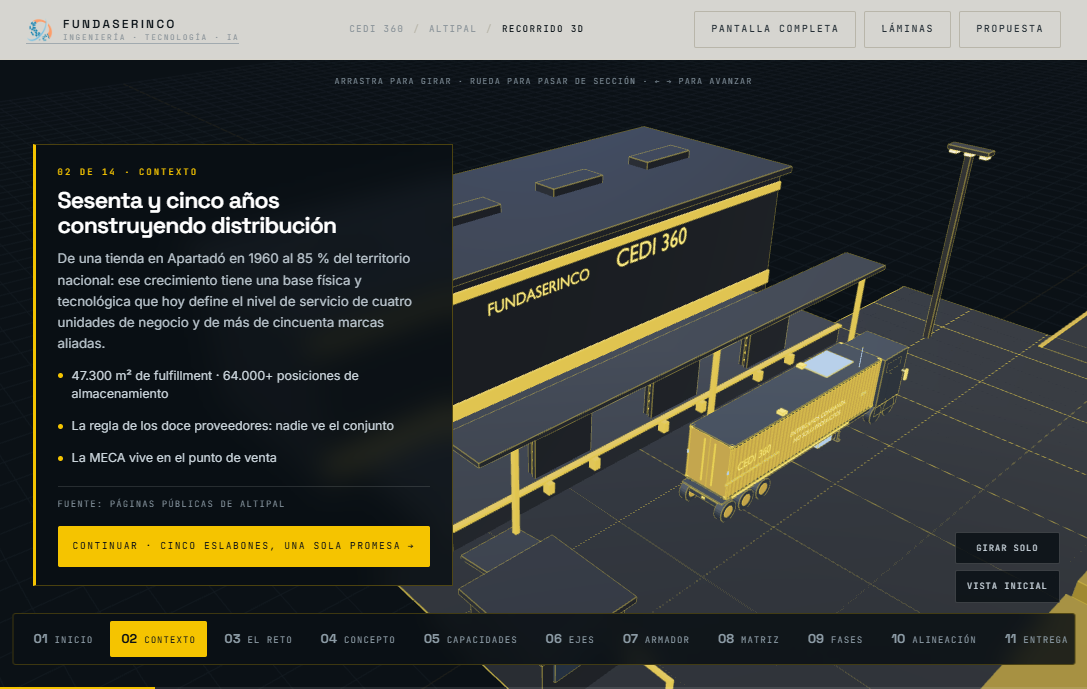 FUNDASERINCO
INGENIERÍA · TECNOLOGÍA · IA
CEDI 360 / ALTIPAL / RECORRIDO 3D
PANTALLA COMPLETA
LÁMINAS
PROPUESTA
ARRASTRA PARA GIRAR · RUEDA PARA PASAR DE SECCIÓN · ← → PARA AVANZAR
02 DE 14 · CONTEXTO
Sesenta y cinco años
construyendo distribución
De una tienda en Apartadó en 1960 al 85 % del territorio
nacional: ese crecimiento tiene una base física y
tecnológica que hoy define el nivel de servicio de cuatro
unidades de negocio y de más de cincuenta marcas
aliadas.
• 47.300 m² de fulfillment · 64.000+ posiciones de
almacenamiento
• La regla de los doce proveedores: nadie ve el conjunto
• La MECA vive en el punto de venta
FUENTE: PÁGINAS PÚBLICAS DE ALTIPAL
CONTINUAR · CINCO ESLABONES, UNA SOLA PROMESA →
FUNDASERINCO
CEDI 360
CEDI 360
GIRAR SOLO
VISTA INICIAL
01 INICIO
02 CONTEXTO
03 EL RETO
04 CONCEPTO
05 CAPACIDADES
06 EJES
07 ARMADOR
08 MATRIZ
09 FASES
10 ALINEACIÓN
11 ENTREGA